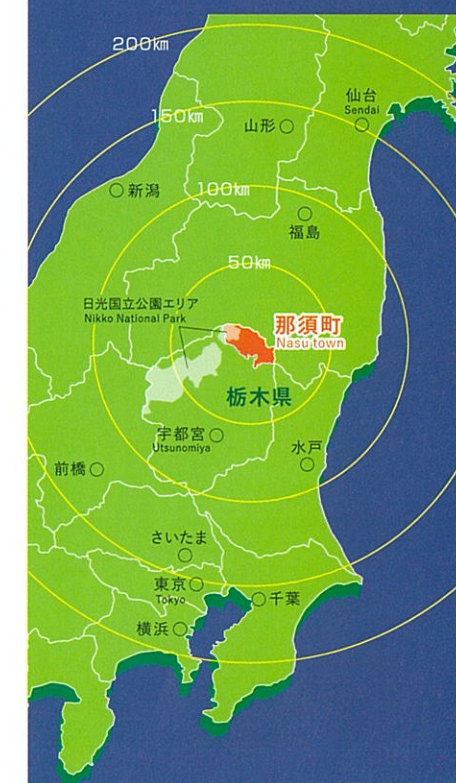 200km
仙台
Sendai
150km
山形
100km
新潟
福島
50km
日光国立公園エリア
Nikko National Park
那須町
Nasu town
栃木県
宇都宮
Utsunomiya
水戸
前橋
さいたま
東京
Tokyo
千葉
横浜